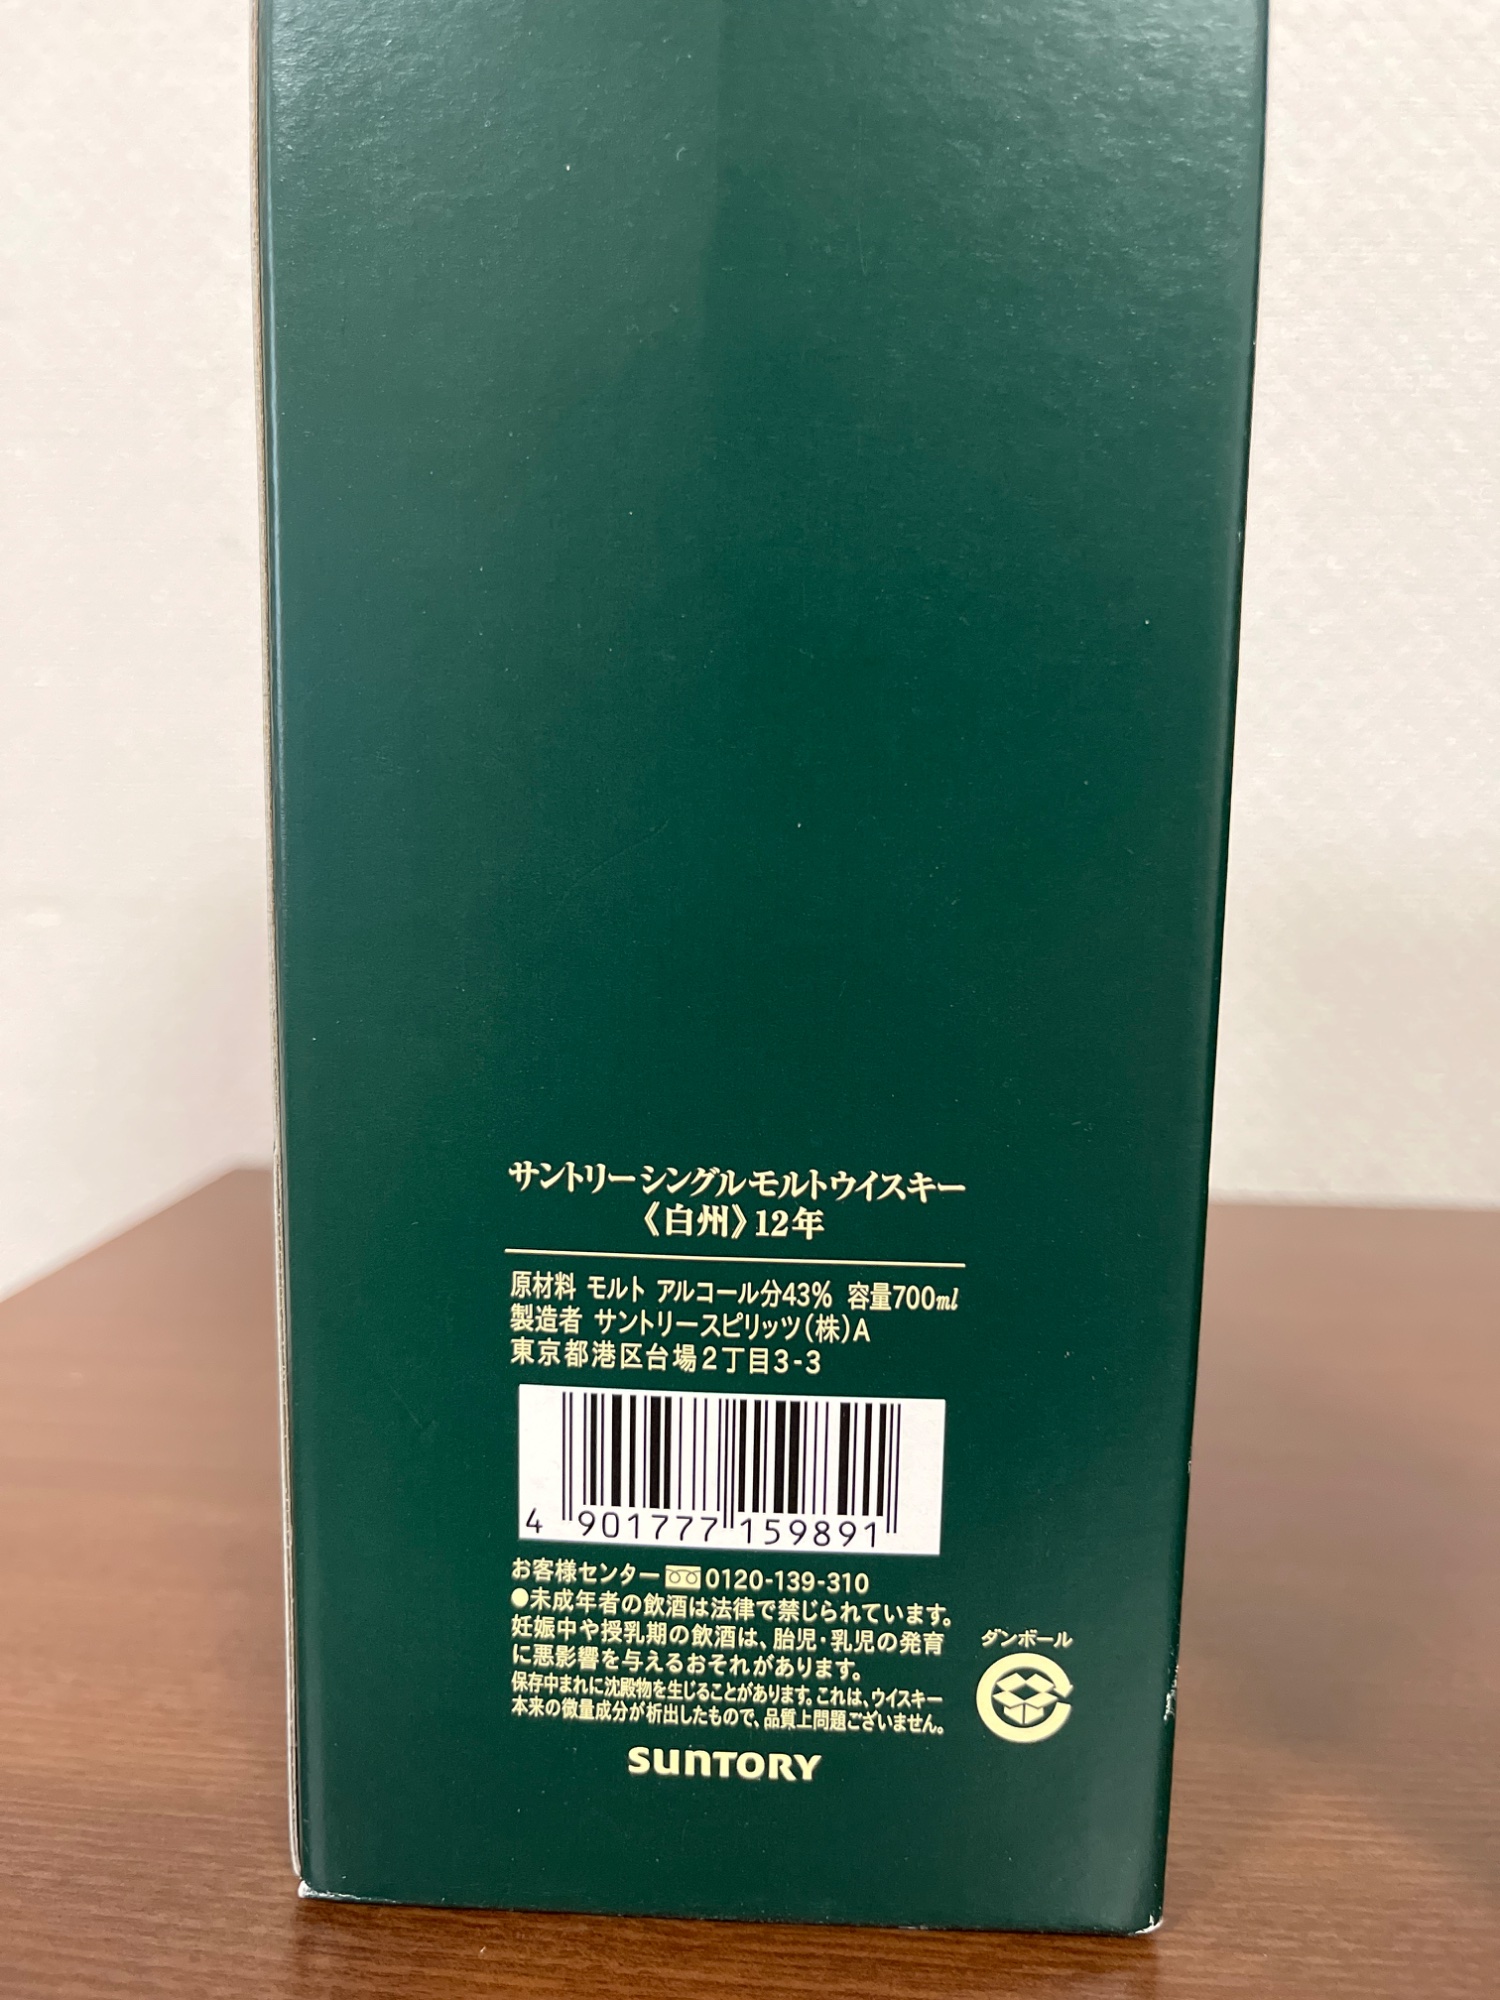 サントリーシングルモルトウイスキー
《白州》12年
原材料 モルト アルコール分43% 容量700ml
製造者 サントリースピリッツ(株)A
東京都港区台場2丁目3-3
4 901777 159891
お客様センター 0120-139-310
●未成年者の飲酒は法律で禁じられています。
妊娠中や授乳期の飲酒は、胎児・乳児の発育
に悪影響を与えるおそれがあります。
保存中まれに沈殿物を生じることがあります。これは、ウイスキー
本来の微量成分が析出したもので、品質上問題ございません。
ダンボール
SUNTORY